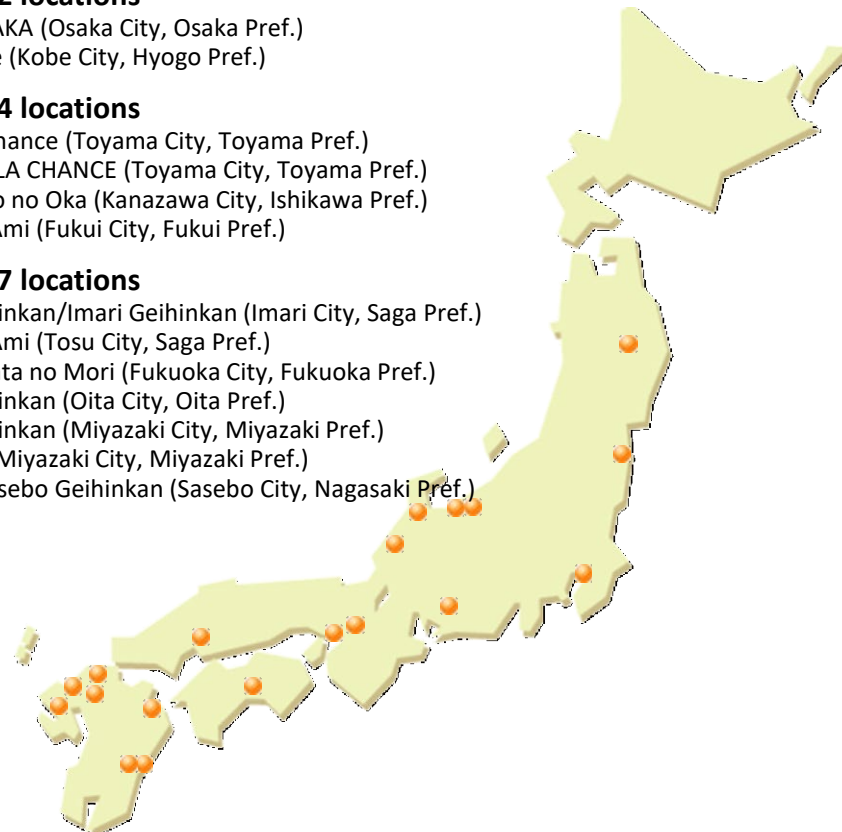 2 locations
AKA (Osaka City, Osaka Pref.)
(Kobe City, Hyogo Pref.)
4 locations
hance (Toyama City, Toyama Pref.)
LA CHANCE (Toyama City, Toyama Pref.)
o no Oka (Kanazawa City, Ishikawa Pref.)
Ami (Fukui City, Fukui Pref.)
7 locations
inkan/Imari Geihinkan (Imari City, Saga Pref.)
Ami (Tosu City, Saga Pref.)
ata no Mori (Fukuoka City, Fukuoka Pref.)
inkan (Oita City, Oita Pref.)
inkan (Miyazaki City, Miyazaki Pref.)
Miyazaki City, Miyazaki Pref.)
sebo Geihinkan (Sasebo City, Nagasaki Pref.)